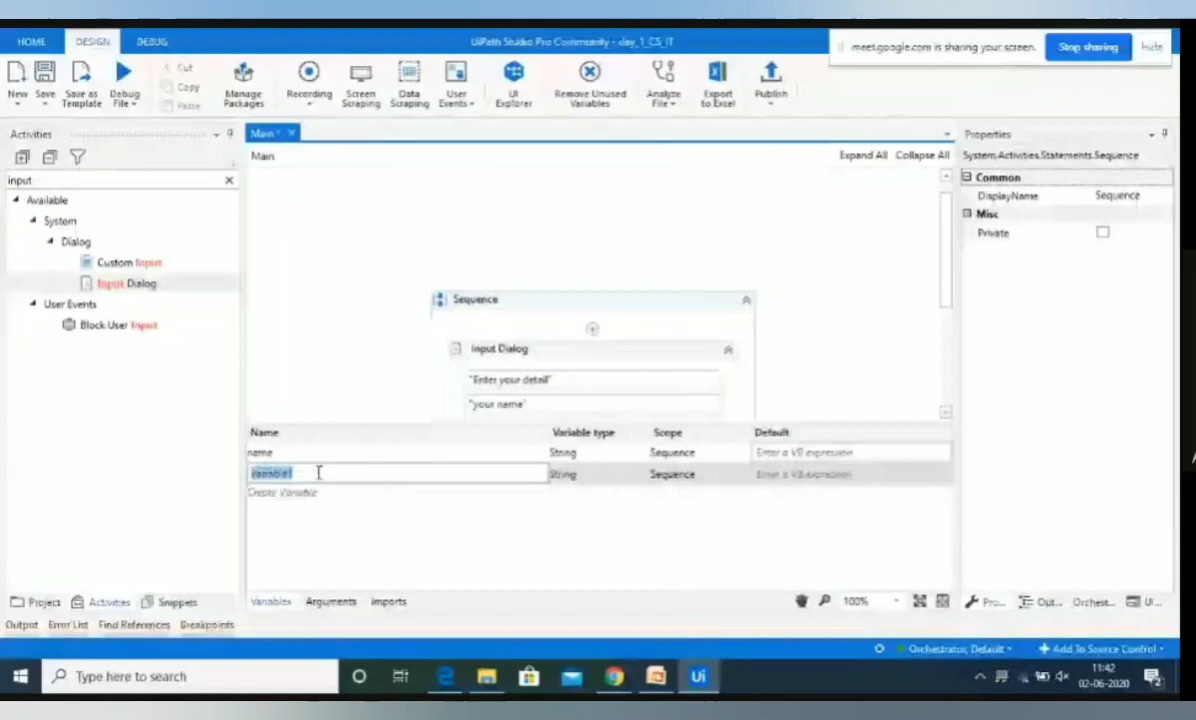 HOME DESIGN DEBUG
UiPath Studio Pro Community - day_1_CS_IT
meet.google.com is sharing your screen. Stop sharing Hide
New Save Save as Template Debug File Cut Copy Paste Manage Packages Recording Screen Scraping Data Scraping User Events UI Explorer Remove Unused Variables Analyze File Export to Excel Publish
Activities
Main*
Properties
Main Expand All Collapse All
System.Activities.Statements.Sequence
input
Common
Available
DisplayName Sequence
System
Misc
Dialog
Private
Custom Input
Input Dialog
User Events
Block User Input
Sequence
Input Dialog
"Enter your detail"
"your name"
Name Variable type Scope Default
name String Sequence Enter a VB expression
variable1 String Sequence Enter a VB expression
Create Variable
Project Activities Snippets
Variables Arguments Imports
100%
Pro... Out... Orchest... UI...
Output Error List Find References Breakpoints
Orchestrator, Default Add To Source Control
Type here to search
Ui
11:42
02-06-2020
2